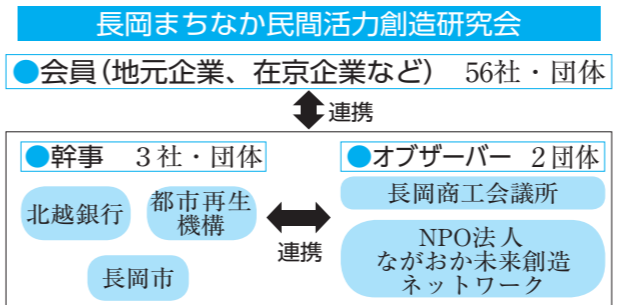 長岡まちなか民間活力創造研究会
●会員(地元企業、在京企業など) 56社・団体
連携
●幹事 3社・団体
●オブザーバー 2団体
北越銀行
都市再生
機構
長岡市
連携
長岡商工会議所
NPO法人
ながおか未来創造
ネットワーク